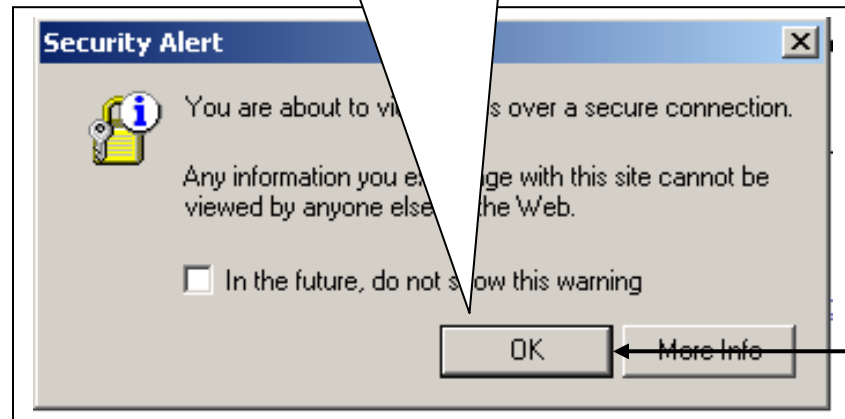 Security Alert
You are about to vi s over a secure connection.
Any information you e ge with this site cannot be
viewed by anyone else the Web.
In the future, do not s ow this warning
OK More Info